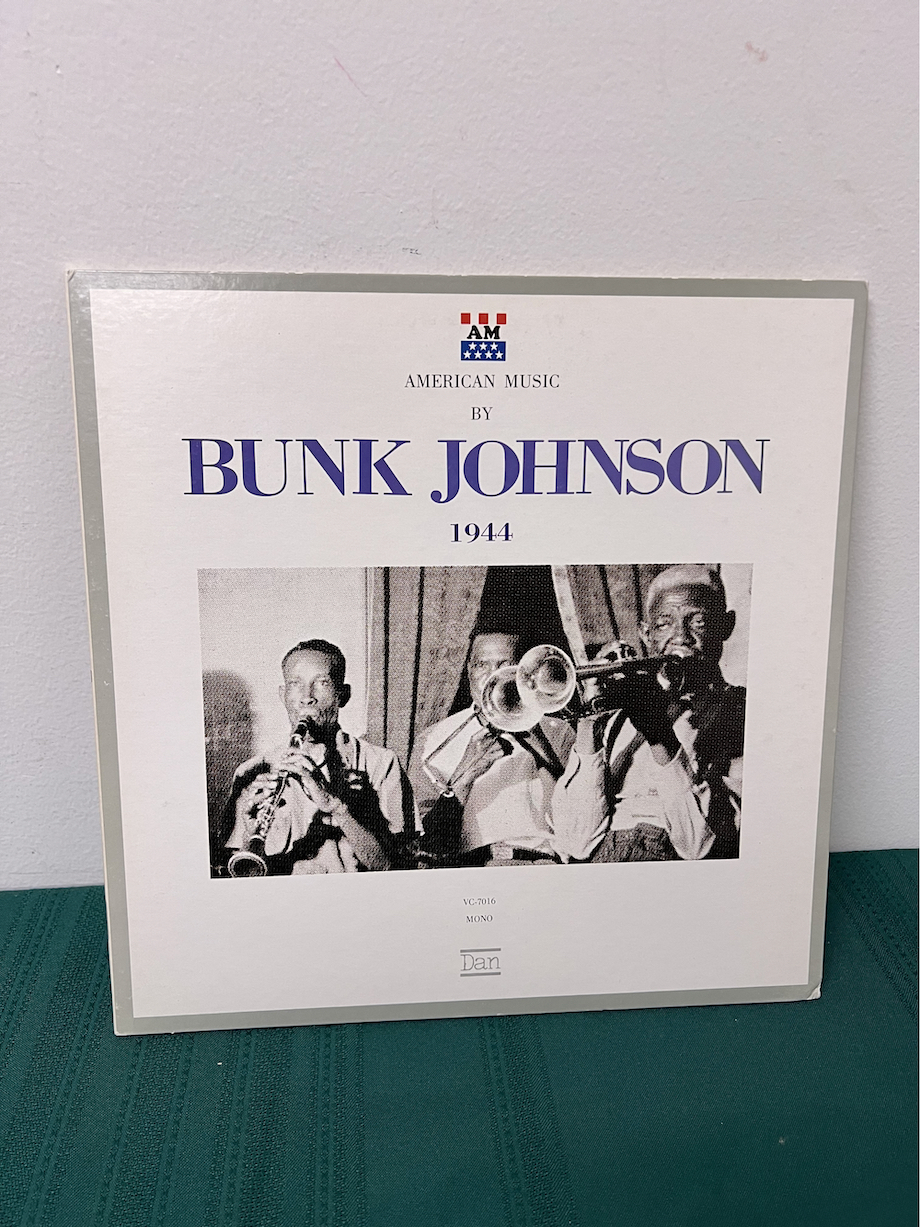 AM
AMERICAN MUSIC
BY
BUNK JOHNSON
1944
VC-7016
MONO
Dan